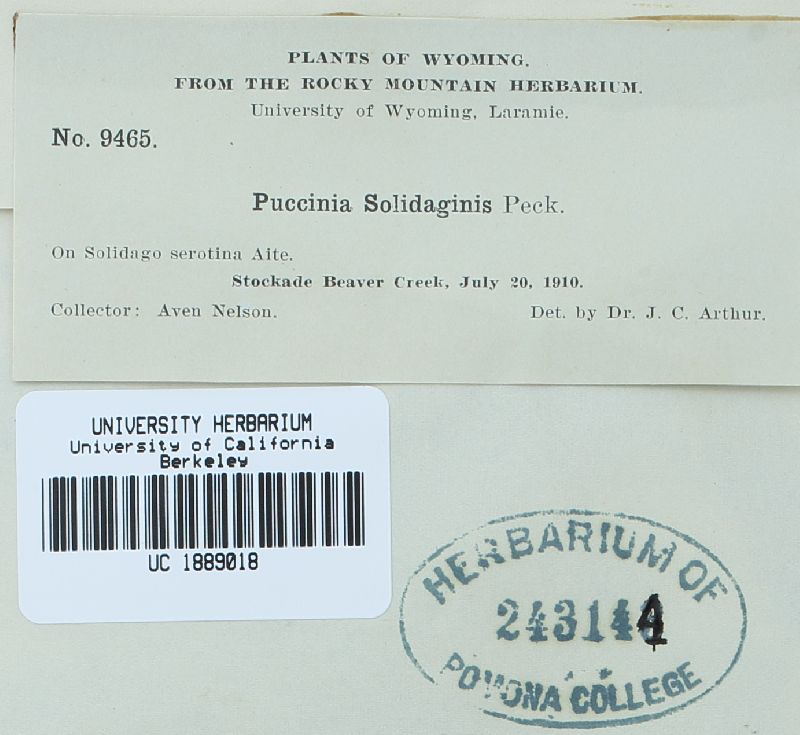 PLANTS OF WYOMING.
FROM THE ROCKY MOUNTAIN HERBARIUM.
University of Wyoming, Laramie.
No. 9465.
Puccinia Solidaginis Peck.
On Solidago serotina Aite.
Stockade Beaver Creek, July 20, 1910.
Collector: Aven Nelson.
Det. by Dr. J. C. Arthur.
UNIVERSITY HERBARIUM
University of California
Berkeley
UC 1889018
HERBARIUM OF
243144
POMONA COLLEGE